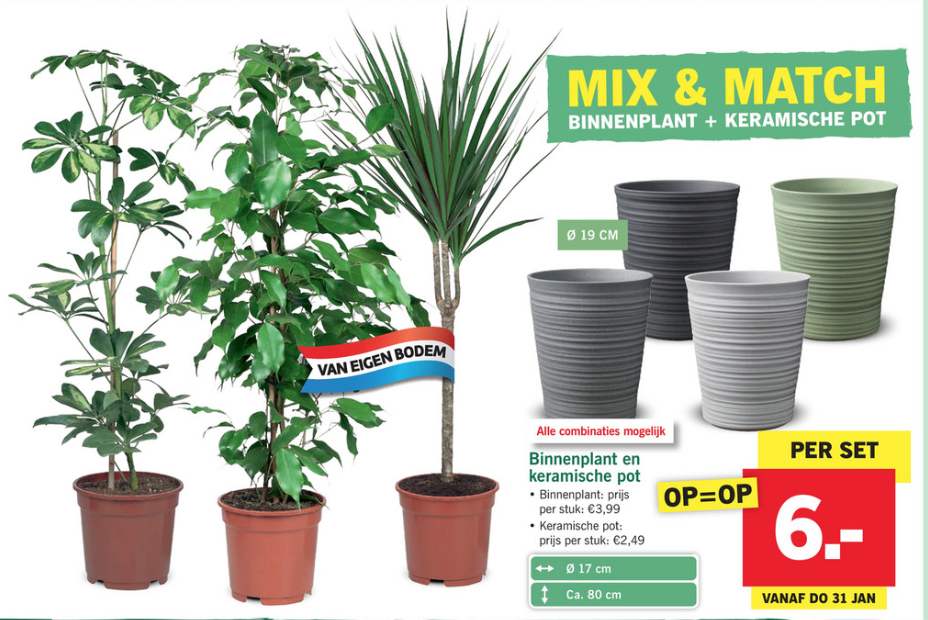 MIX & MATCH
BINNENPLANT + KERAMISCHE POT
Ø 19 CM
VAN EIGEN BODEM
Alle combinaties mogelijk
Binnenplant en
keramische pot
• Binnenplant: prijs
per stuk: €3,99
• Keramische pot:
prijs per stuk: €2,49
Ø 17 cm
Ca. 80 cm
OP=OP
PER SET
6.-
VANAF DO 31 JAN